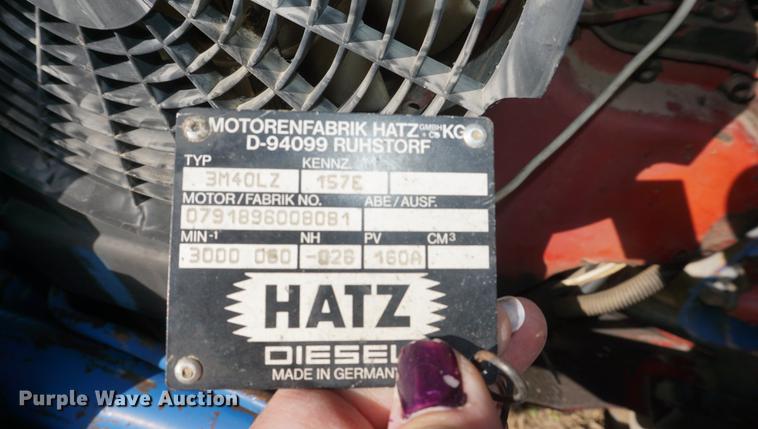 MOTORENFABRIK HATZ GMBH + CO KG
D-94099 RUHSTORF
TYP KENNZ.
3M40LZ 157E
MOTOR/FABRIK NO. ABE/AUSF.
0791896008081
MIN-1 NH PV CM3
3000 060 -026 160A
HATZ
DIESEL
MADE IN GERMANY
Purple Wave Auction